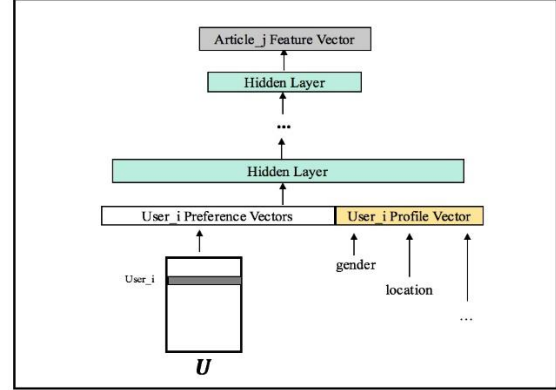 Article_j Feature Vector
Hidden Layer
...
Hidden Layer
User_i Preference Vectors
User_i Profile Vector
gender
User_i
location
...
U